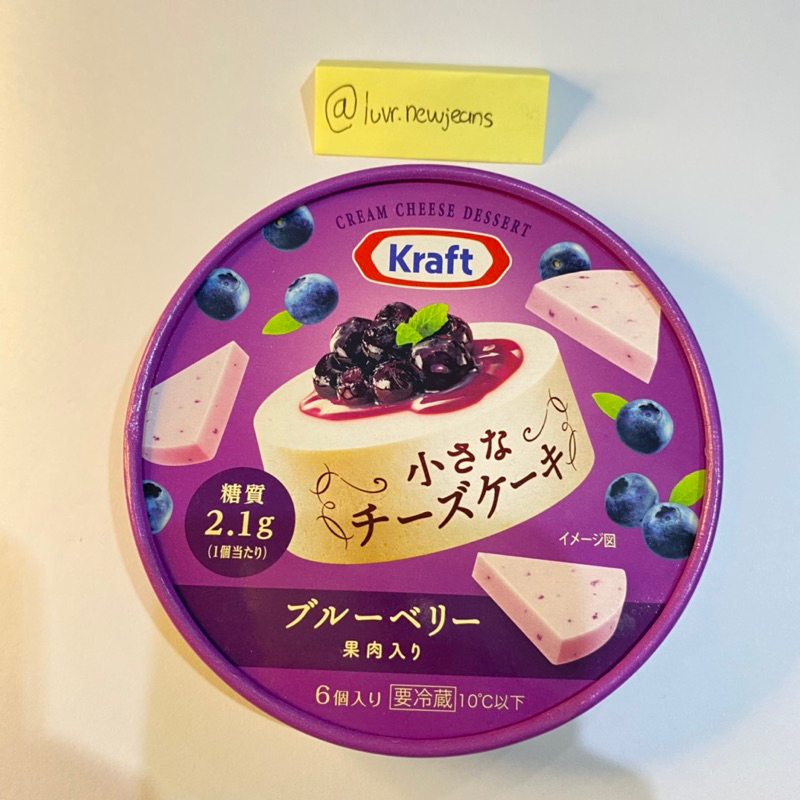 @luvr.newjeans
CREAM CHEESE DESSERT
Kraft
小さな
チーズケーキ
糖質
2.1g
(1個当たり)
イメージ図
ブルーベリー
果肉入り
6個入り 要冷蔵 10℃以下